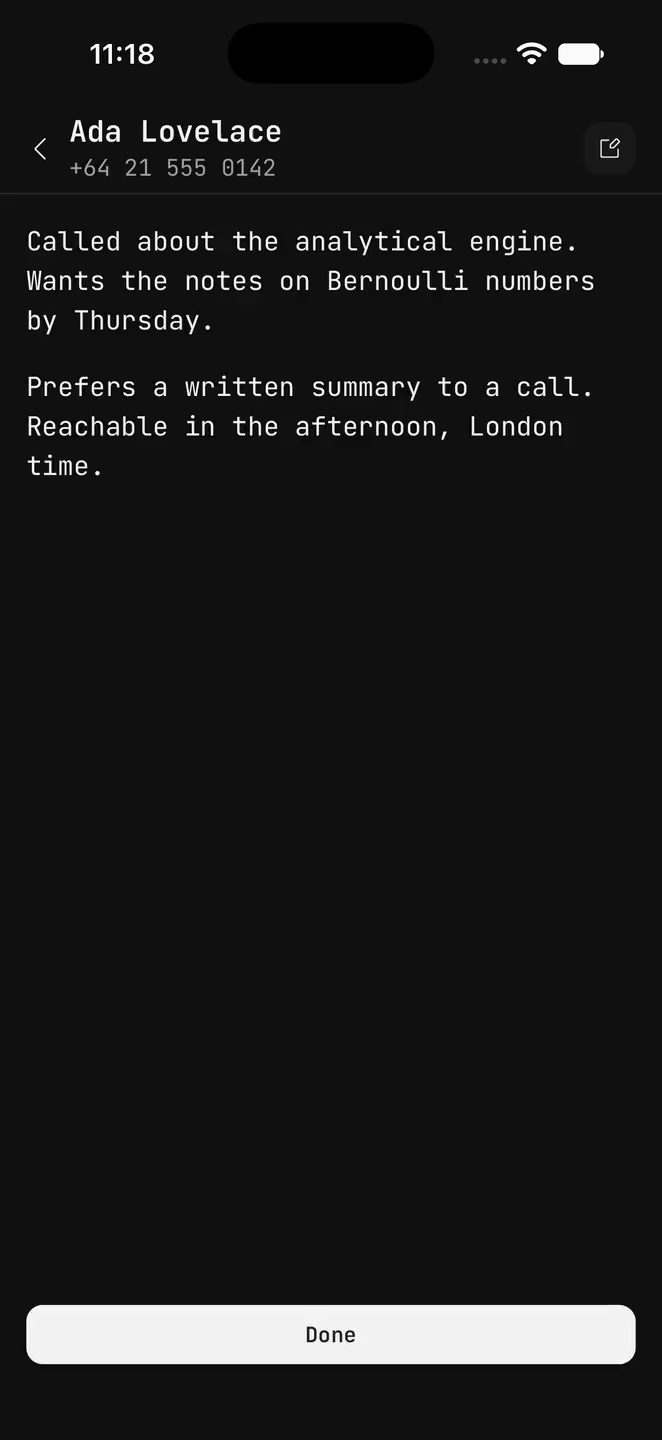 11:18
Ada Lovelace
+64 21 555 0142
Called about the analytical engine.
Wants the notes on Bernoulli numbers
by Thursday.
Prefers a written summary to a call.
Reachable in the afternoon, London
time.
Done